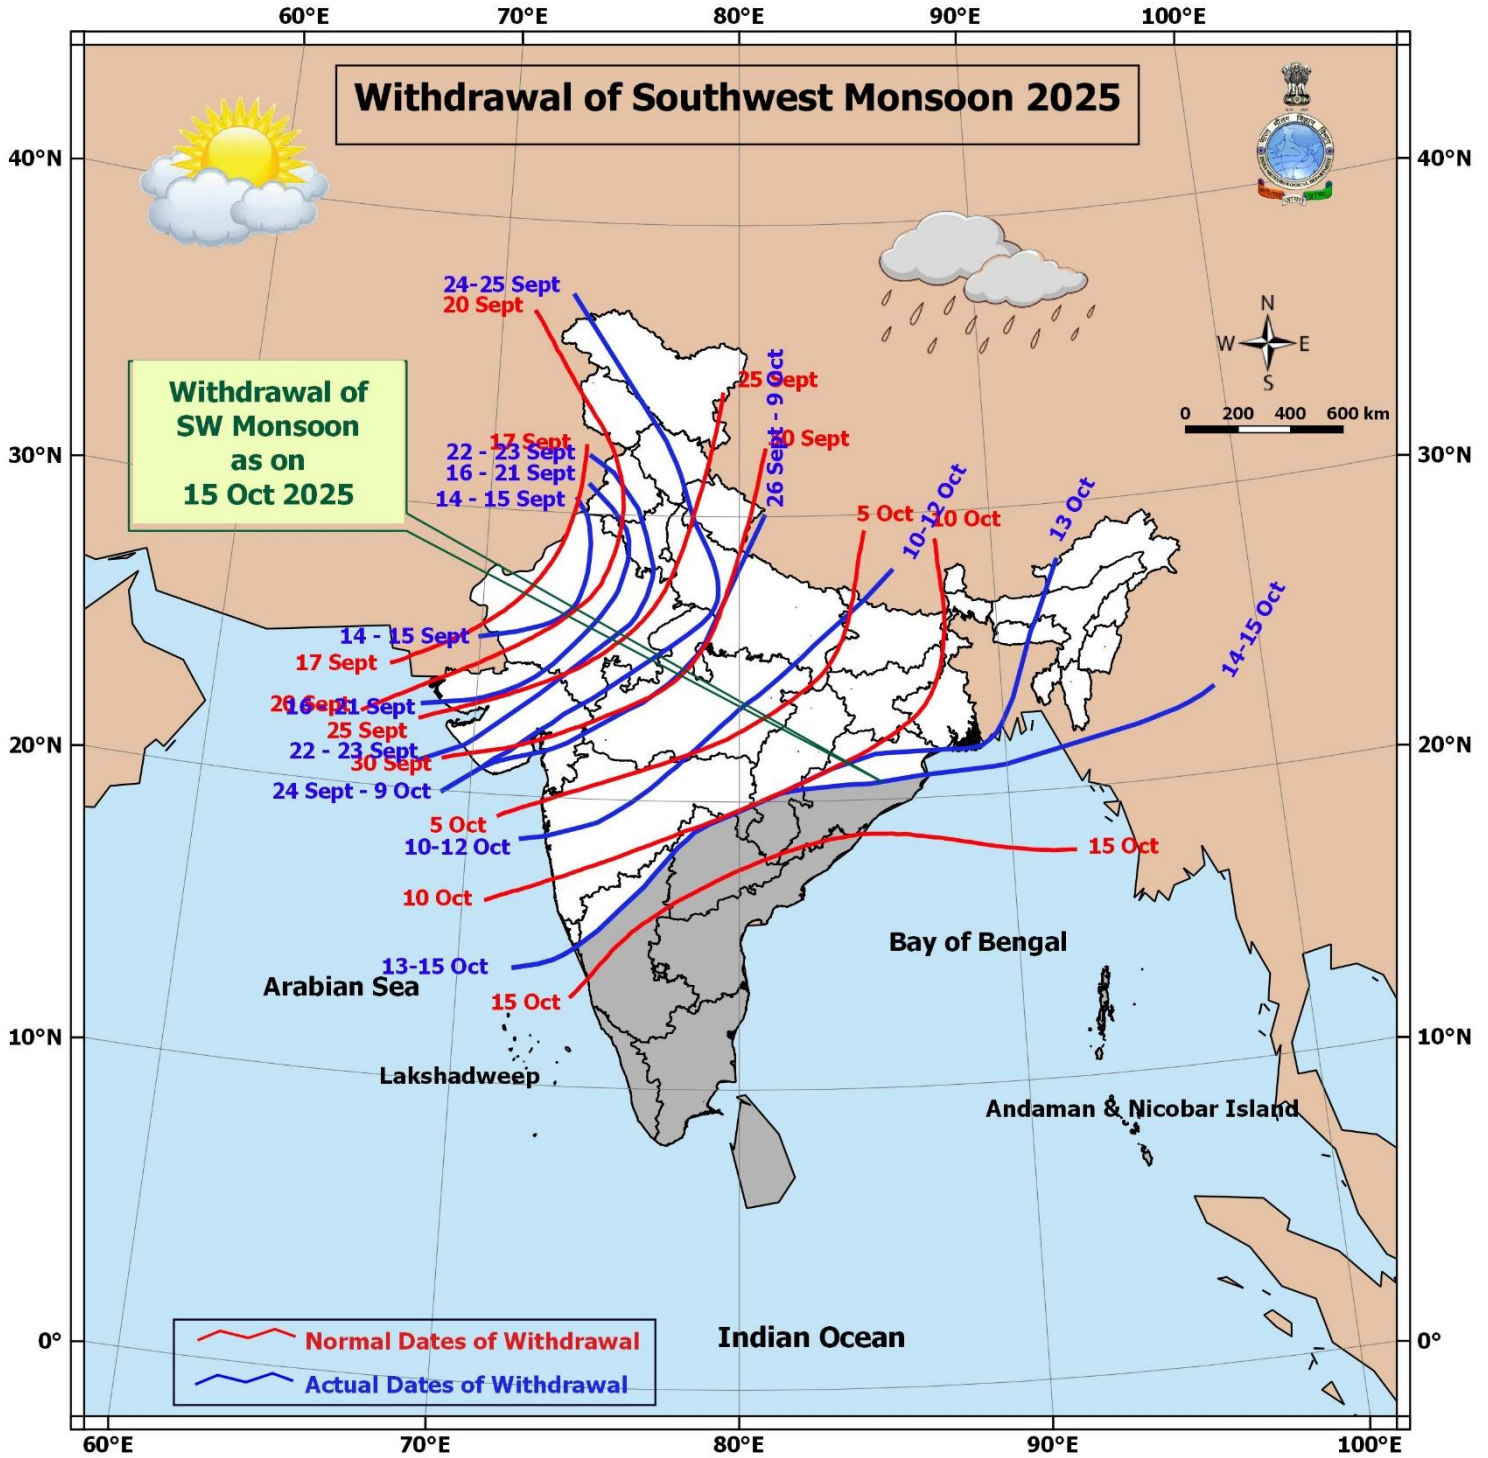 60°E 70°E 80°E 90°E 100°E
Withdrawal of Southwest Monsoon 2025
40°N 40°N
24-25 Sept
20 Sept
N
W E
S
Withdrawal of
SW Monsoon
as on
15 Oct 2025
25 Sept
26 Sept - 9 Oct
30 Sept
0 200 400 600 km
17 Sept
22 - 23 Sept
16 - 21 Sept
14 - 15 Sept
30°N 30°N
5 Oct
10-12 Oct
10 Oct
13 Oct
14-15 Oct
14 - 15 Sept
17 Sept
20 Sept
16 - 21 Sept
25 Sept
22 - 23 Sept
30 Sept
24 Sept - 9 Oct
20°N 20°N
5 Oct
10-12 Oct
15 Oct
10 Oct
Bay of Bengal
13-15 Oct
Arabian Sea
15 Oct
10°N 10°N
Lakshadweep
Andaman & Nicobar Island
Indian Ocean
0° 0°
Normal Dates of Withdrawal
Actual Dates of Withdrawal
60°E 70°E 80°E 90°E 100°E